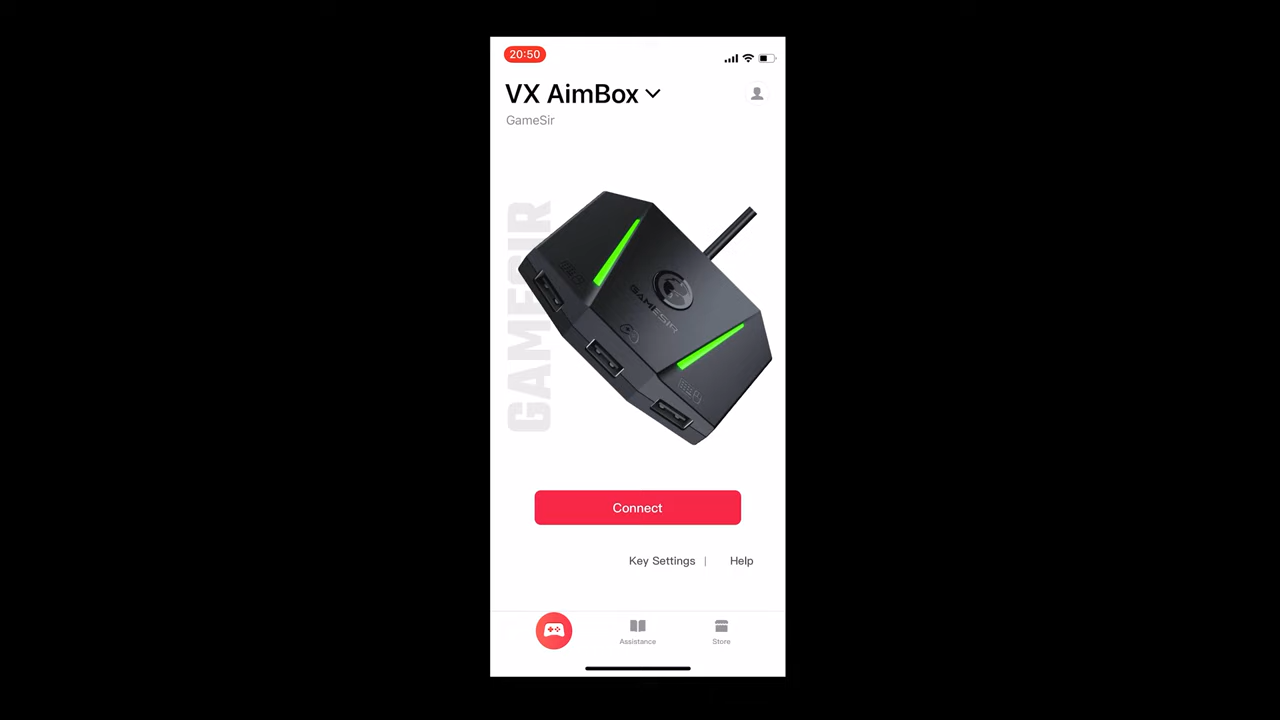 20:50
VX AimBox
GameSir
GAMESIR
GAMESIR
Connect
Key Settings |
Help
Assistance
Store